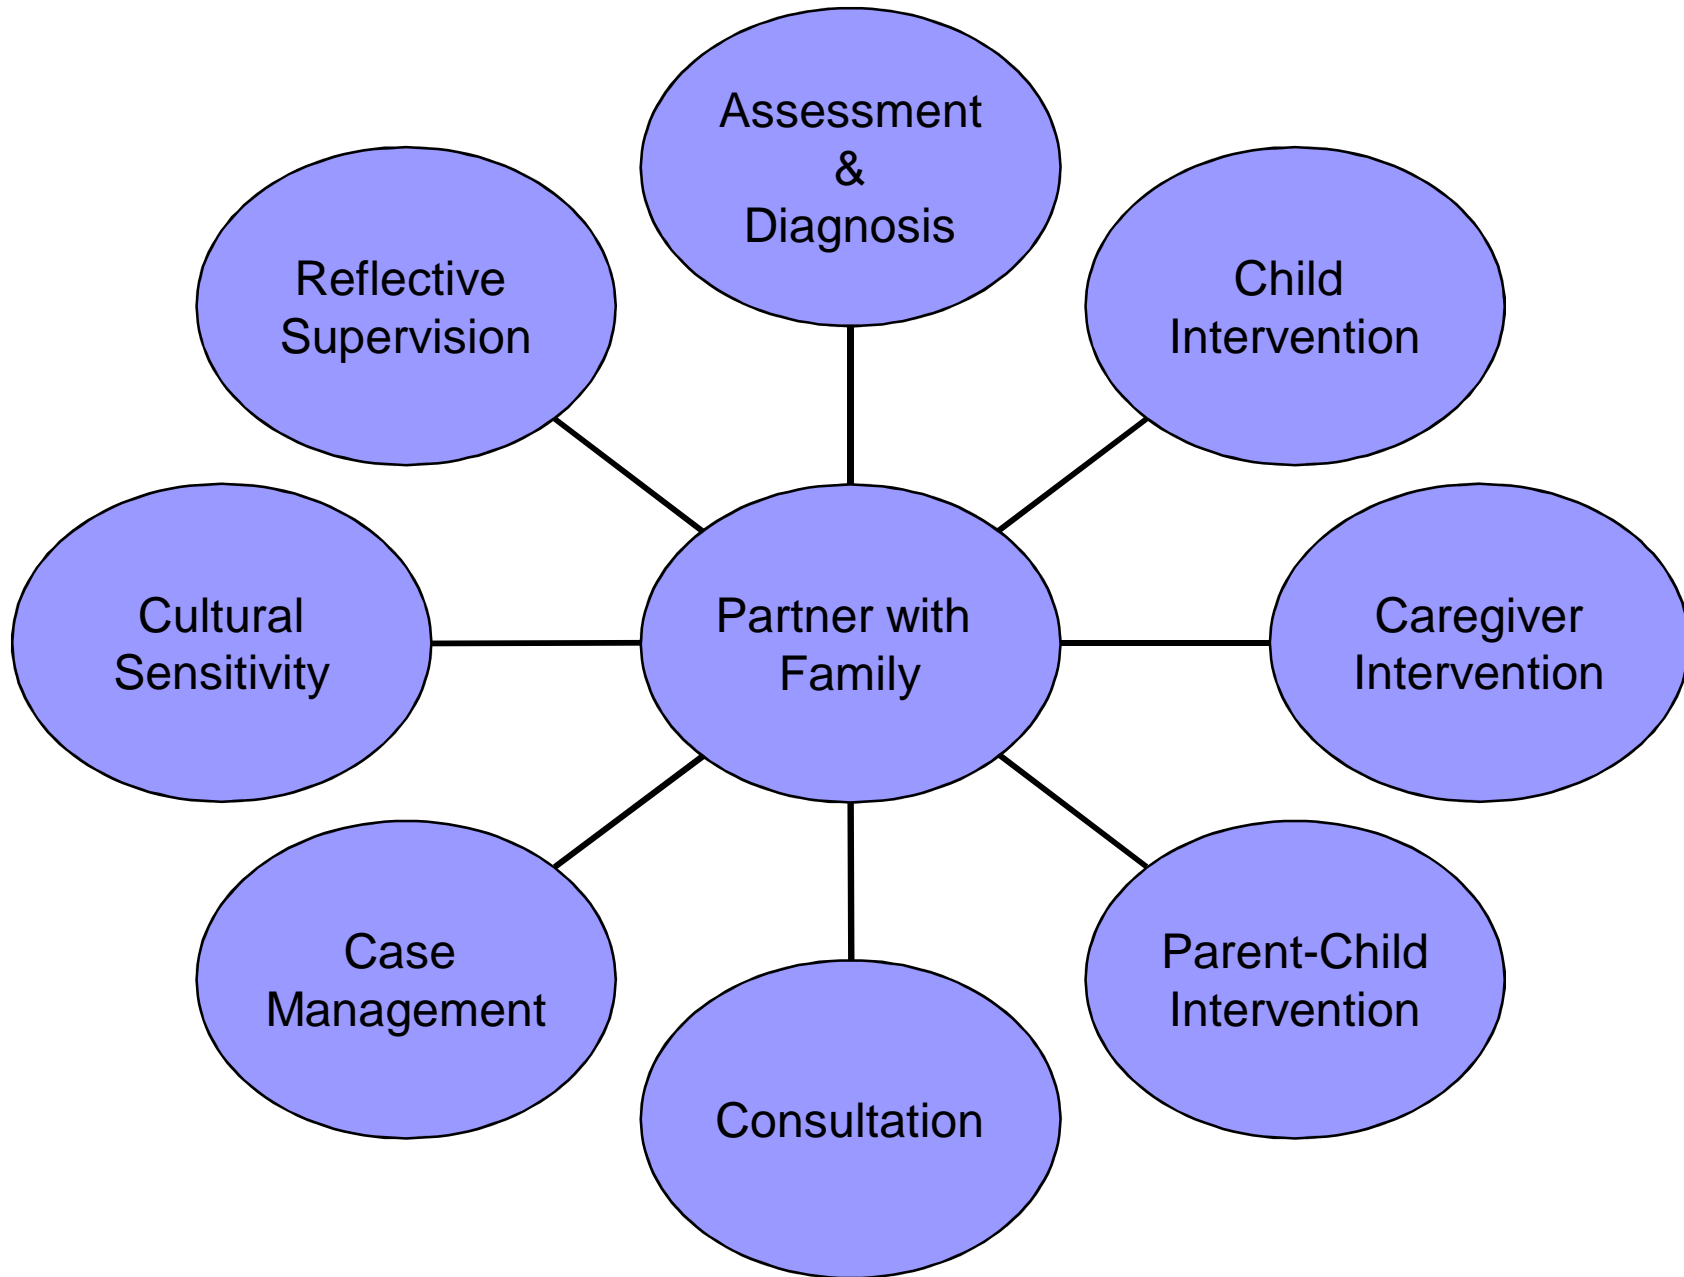 Assessment
&
Diagnosis
Child
Intervention
Caregiver
Intervention
Parent-Child
Intervention
Consultation
Case
Management
Cultural
Sensitivity
Reflective
Supervision
Partner with
Family